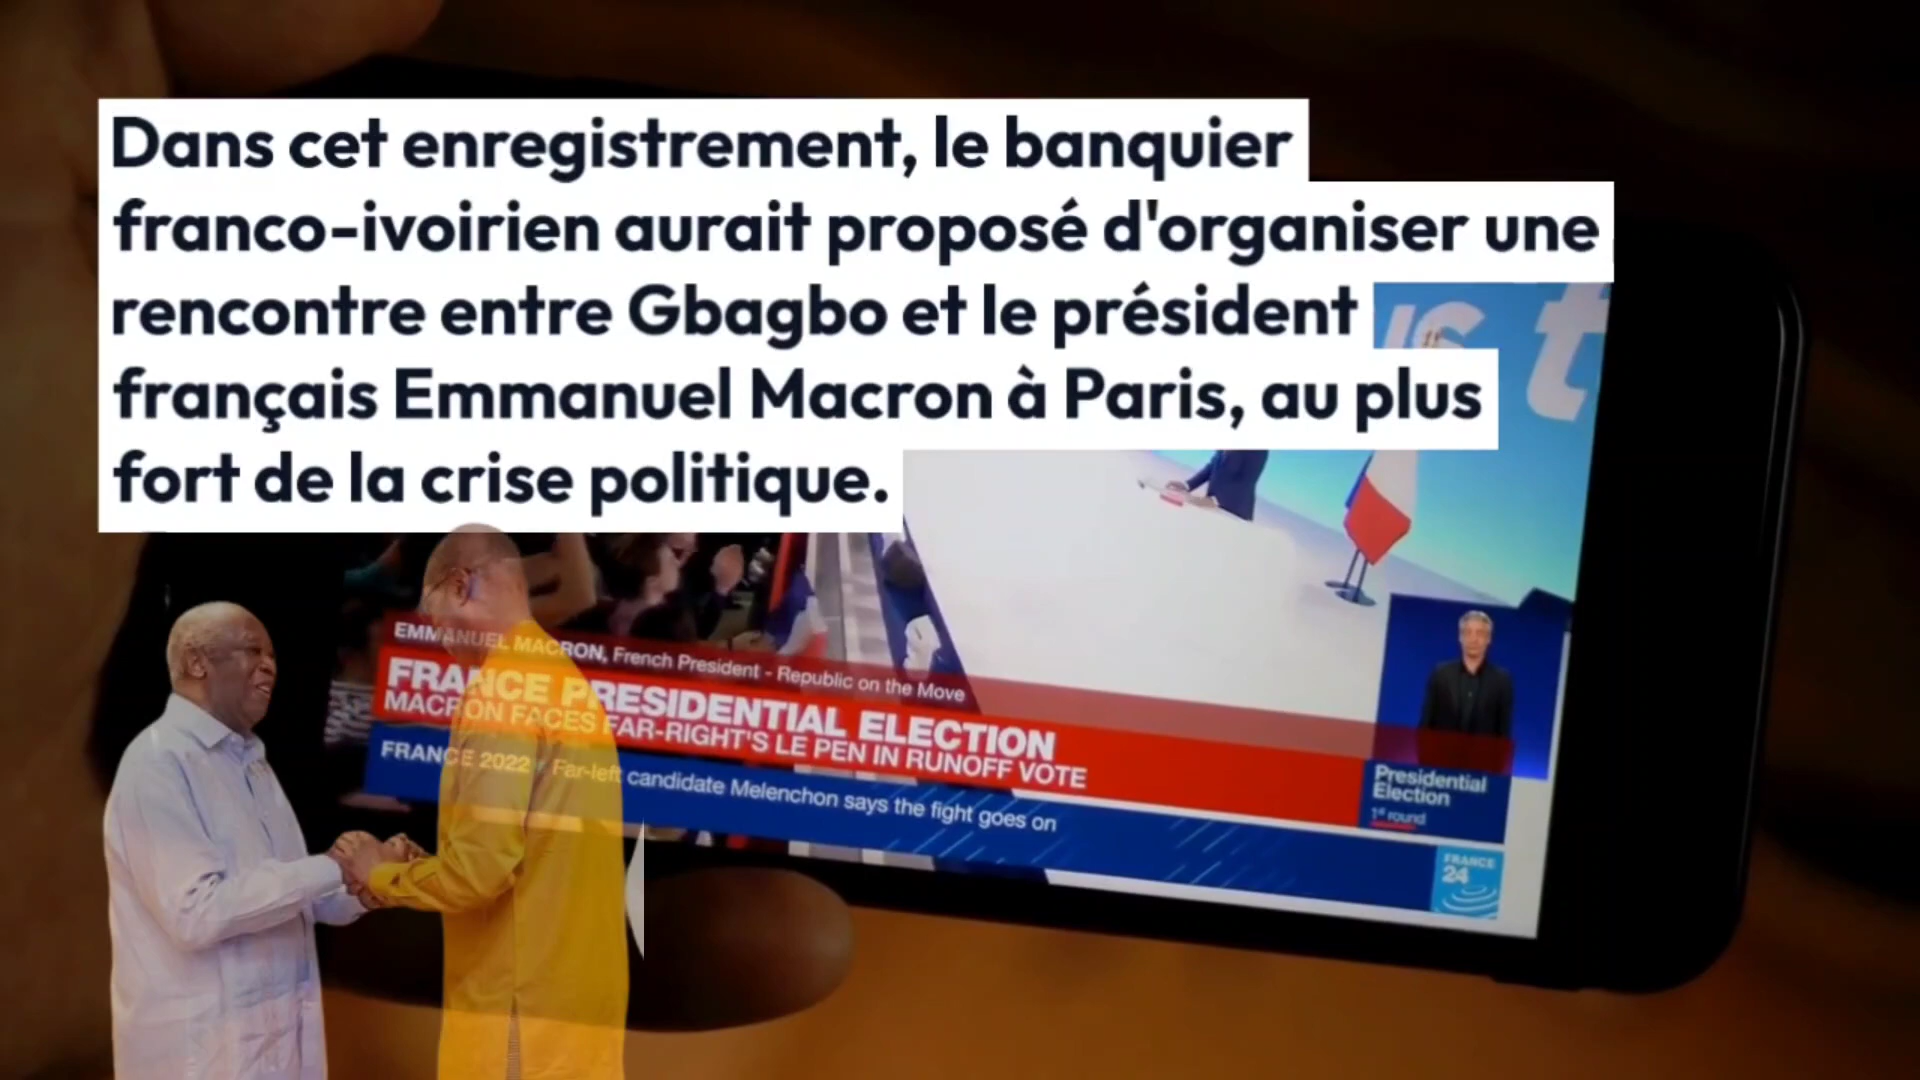 Dans cet enregistrement, le banquier
franco-ivoirien aurait proposé d'organiser une
rencontre entre Gbagbo et le président
français Emmanuel Macron à Paris, au plus
fort de la crise politique.
EMMANUEL MACRON, French President - Republic on the Move
FRANCE PRESIDENTIAL ELECTION
MACRON FACES FAR-RIGHT'S LE PEN IN RUNOFF VOTE
FRANCE 2022 Far-left candidate Melenchon says the fight goes on
Presidential
Election
1st round
FRANCE
24